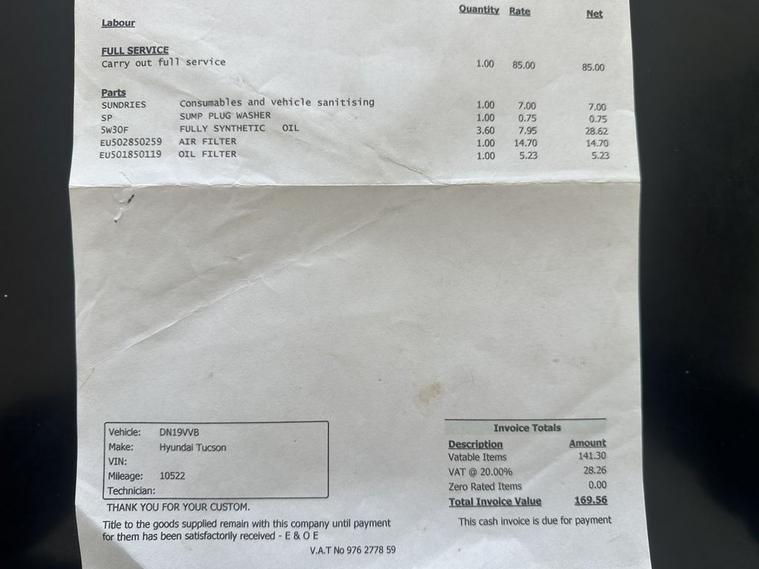 Quantity Rate Net
Labour
FULL SERVICE
Carry out full service 1.00 85.00 85.00
Parts
SUNDRIES Consumables and vehicle sanitising 1.00 7.00 7.00
SP SUMP PLUG WASHER 1.00 0.75 0.75
5W30F FULLY SYNTHETIC OIL 3.60 7.95 28.62
EU502850259 AIR FILTER 1.00 14.70 14.70
EU501850119 OIL FILTER 1.00 5.23 5.23
Vehicle: DN19VVB
Make: Hyundai Tucson
VIN:
Mileage: 10522
Technician:
THANK YOU FOR YOUR CUSTOM.
Title to the goods supplied remain with this company until payment
for them has been satisfactorily received - E & O E
V.A.T No 976 2778 59
Invoice Totals
Description Amount
Vatable Items 141.30
VAT @ 20.00% 28.26
Zero Rated Items 0.00
Total Invoice Value 169.56
This cash invoice is due for payment